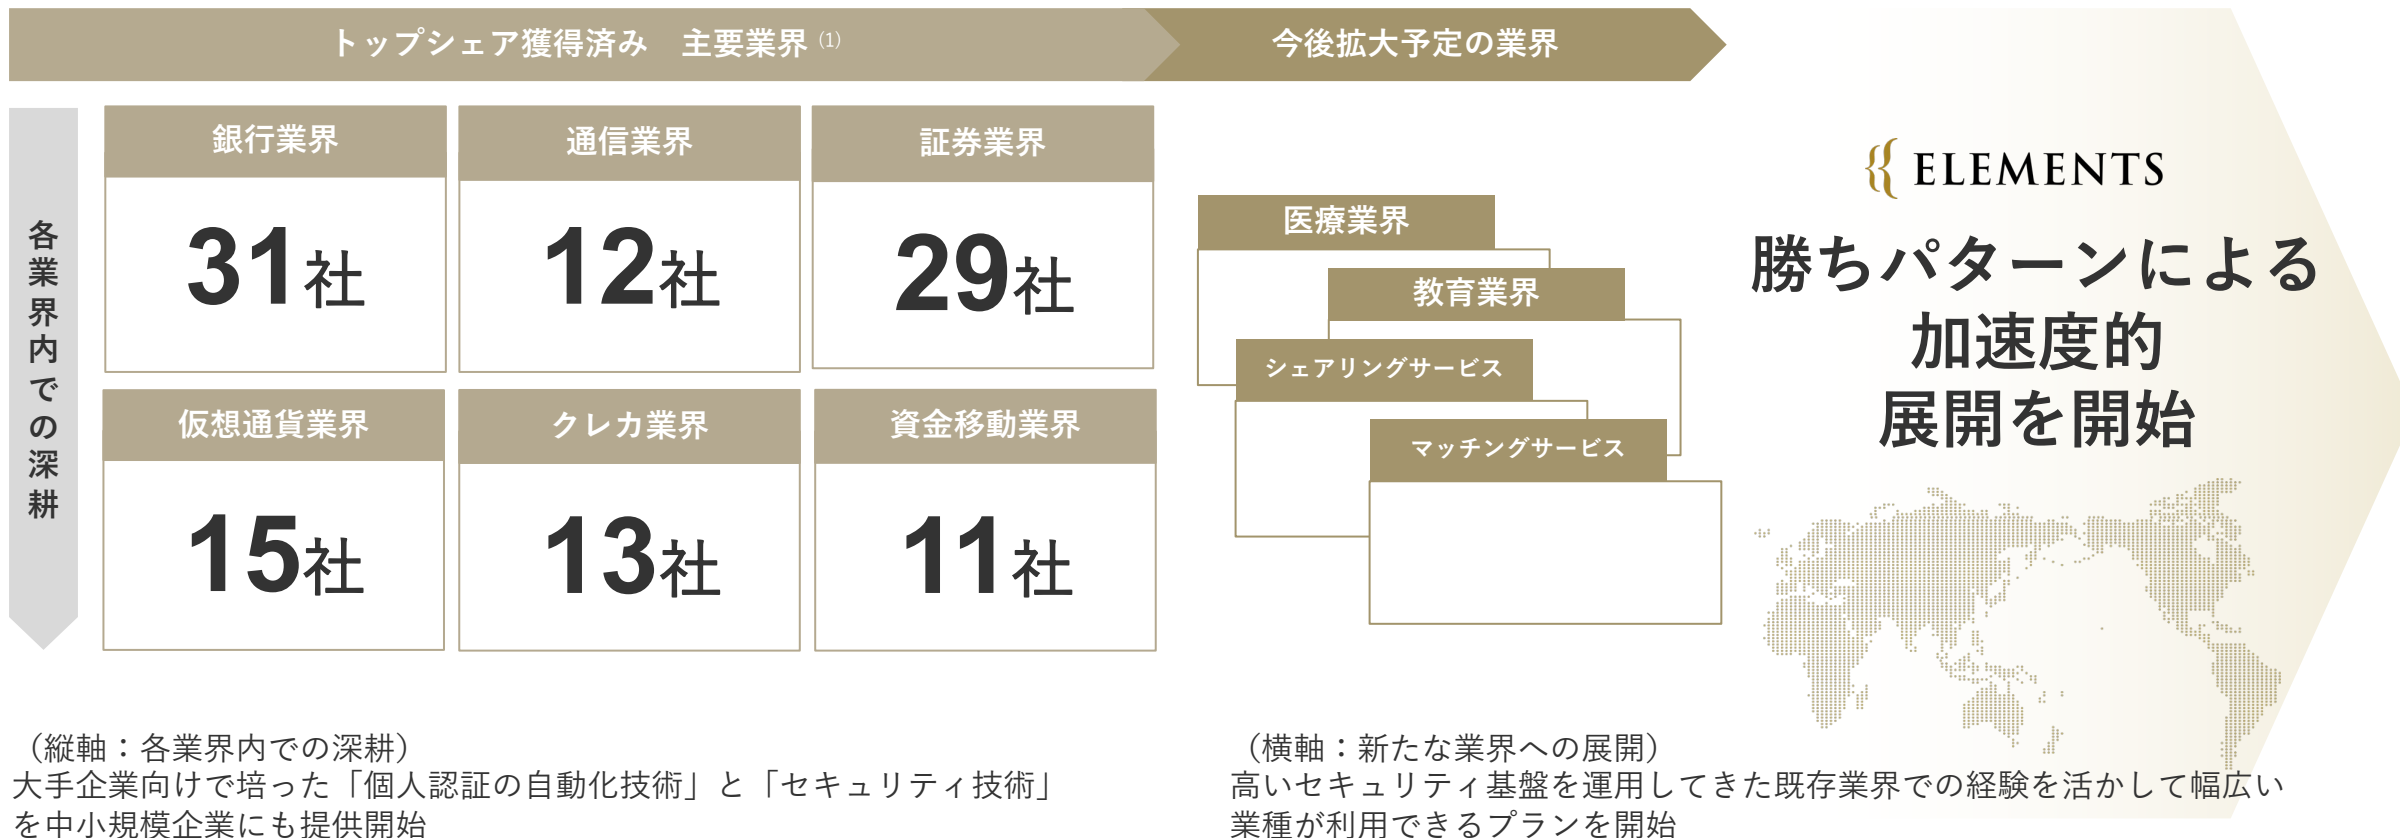 トップシェア獲得済み　主要業界 (1)
今後拡大予定の業界
各業界内での深耕
銀行業界
31社
通信業界
12社
証券業界
29社
仮想通貨業界
15社
クレカ業界
13社
資金移動業界
11社
医療業界
教育業界
シェアリングサービス
マッチングサービス
ELEMENTS
勝ちパターンによる
加速度的
展開を開始
（縦軸：各業界内での深耕）
大手企業向けで培った「個人認証の自動化技術」と「セキュリティ技術」
を中小規模企業にも提供開始
（横軸：新たな業界への展開）
高いセキュリティ基盤を運用してきた既存業界での経験を活かして幅広い
業種が利用できるプランを開始